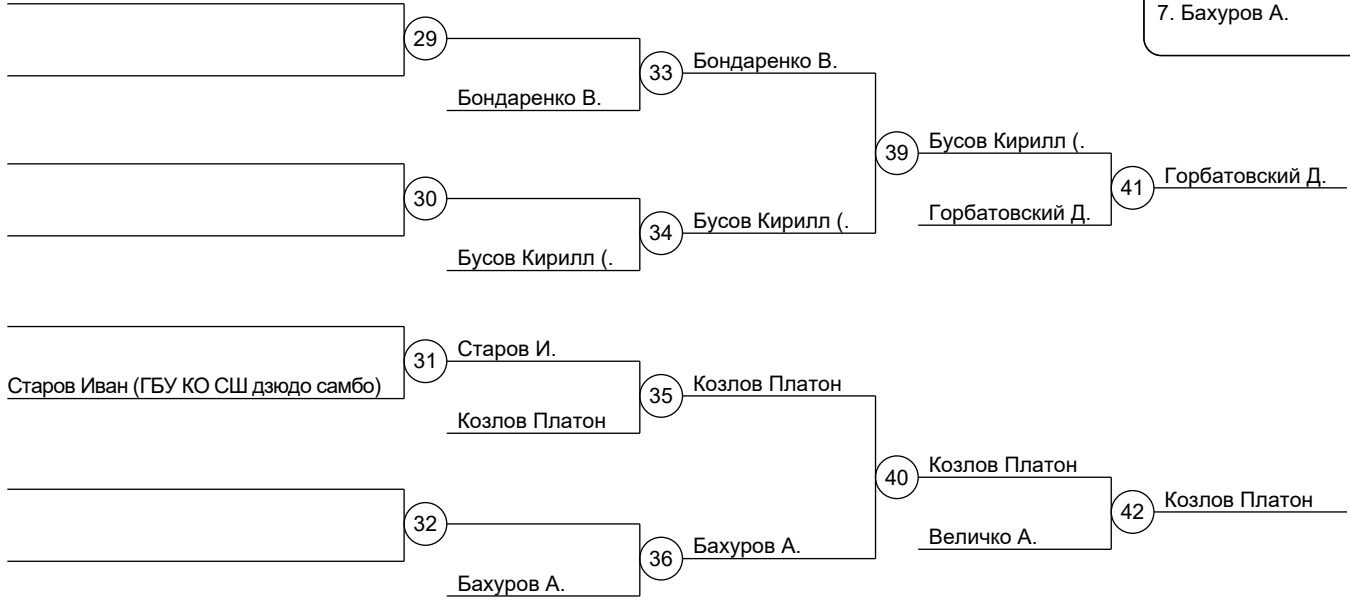 7. Бахуров А.
29
33
Бондаренко В.
Бондаренко В.
39
Бусов Кирилл (.
41
Горбатовский Д.
30
34
Бусов Кирилл (.
Горбатовский Д.
Бусов Кирилл (.
31
Старов И.
Старов Иван (ГБУ КО СШ дзюдо самбо)
35
Козлов Платон
Козлов Платон
40
Козлов Платон
42
Козлов Платон
32
36
Бахуров А.
Величко А.
Бахуров А.